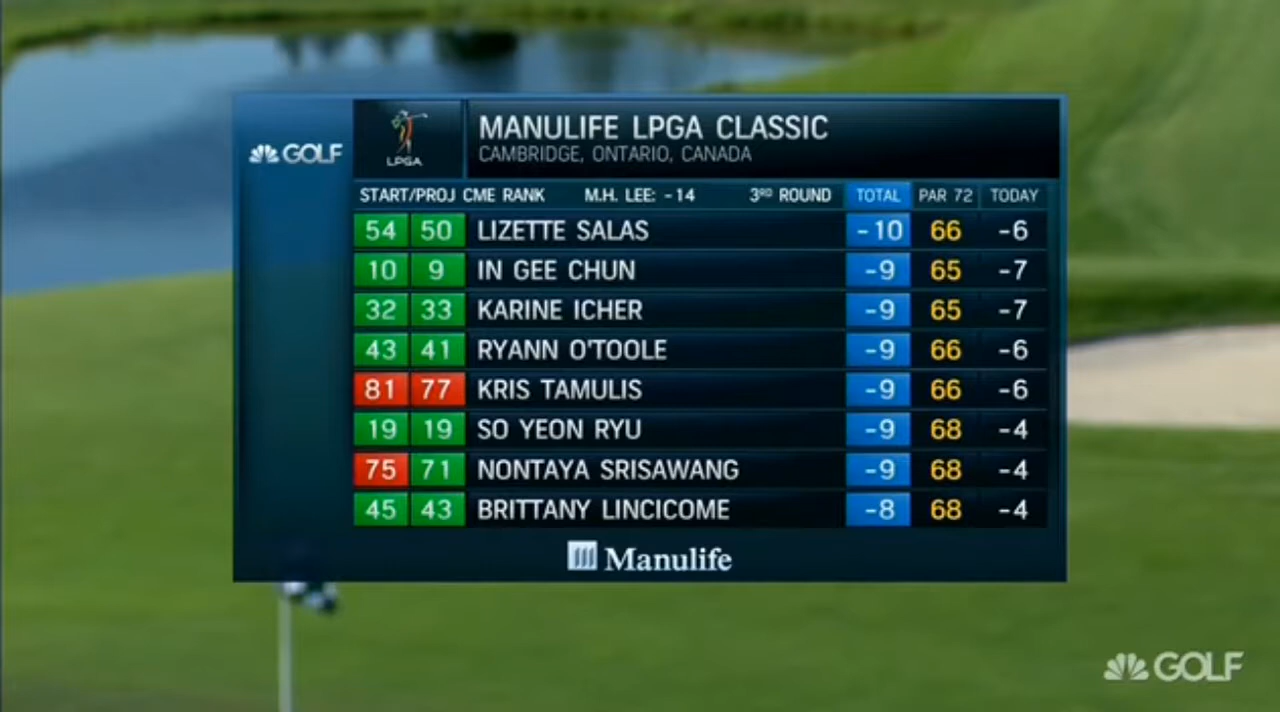 GOLF
LPGA
MANULIFE LPGA CLASSIC
CAMBRIDGE, ONTARIO, CANADA
START/PROJ CME RANK M.H. LEE: -14 3RD ROUND TOTAL PAR 72 TODAY
54 50 LIZETTE SALAS -10 66 -6
10 9 IN GEE CHUN -9 65 -7
32 33 KARINE ICHER -9 65 -7
43 41 RYANN O'TOOLE -9 66 -6
81 77 KRIS TAMULIS -9 66 -6
19 19 SO YEON RYU -9 68 -4
75 71 NONTAYA SRISAWANG -9 68 -4
45 43 BRITTANY LINCICOME -8 68 -4
Manulife
GOLF